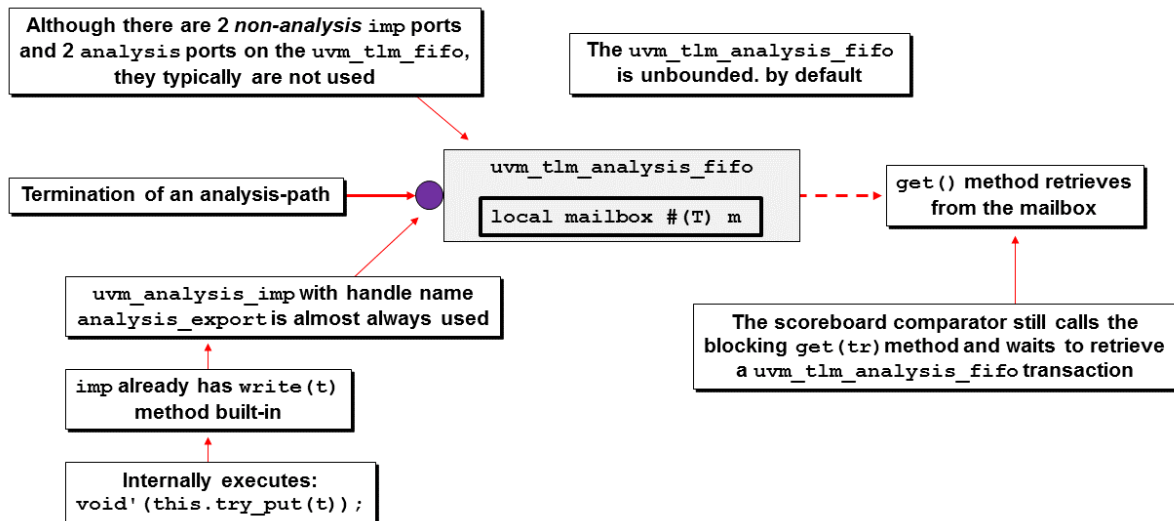 Although there are 2 non-analysis imp ports
and 2 analysis ports on the uvm_tlm_fifo,
they typically are not used
The uvm_tlm_analysis_fifo
is unbounded. by default
uvm_tlm_analysis_fifo
local mailbox #(T) m
Termination of an analysis-path
get() method retrieves
from the mailbox
uvm_analysis_imp with handle name
analysis_export is almost always used
The scoreboard comparator still calls the
blocking get(tr) method and waits to retrieve
a uvm_tlm_analysis_fifo transaction
imp already has write(t)
method built-in
Internally executes:
void'(this.try_put(t));